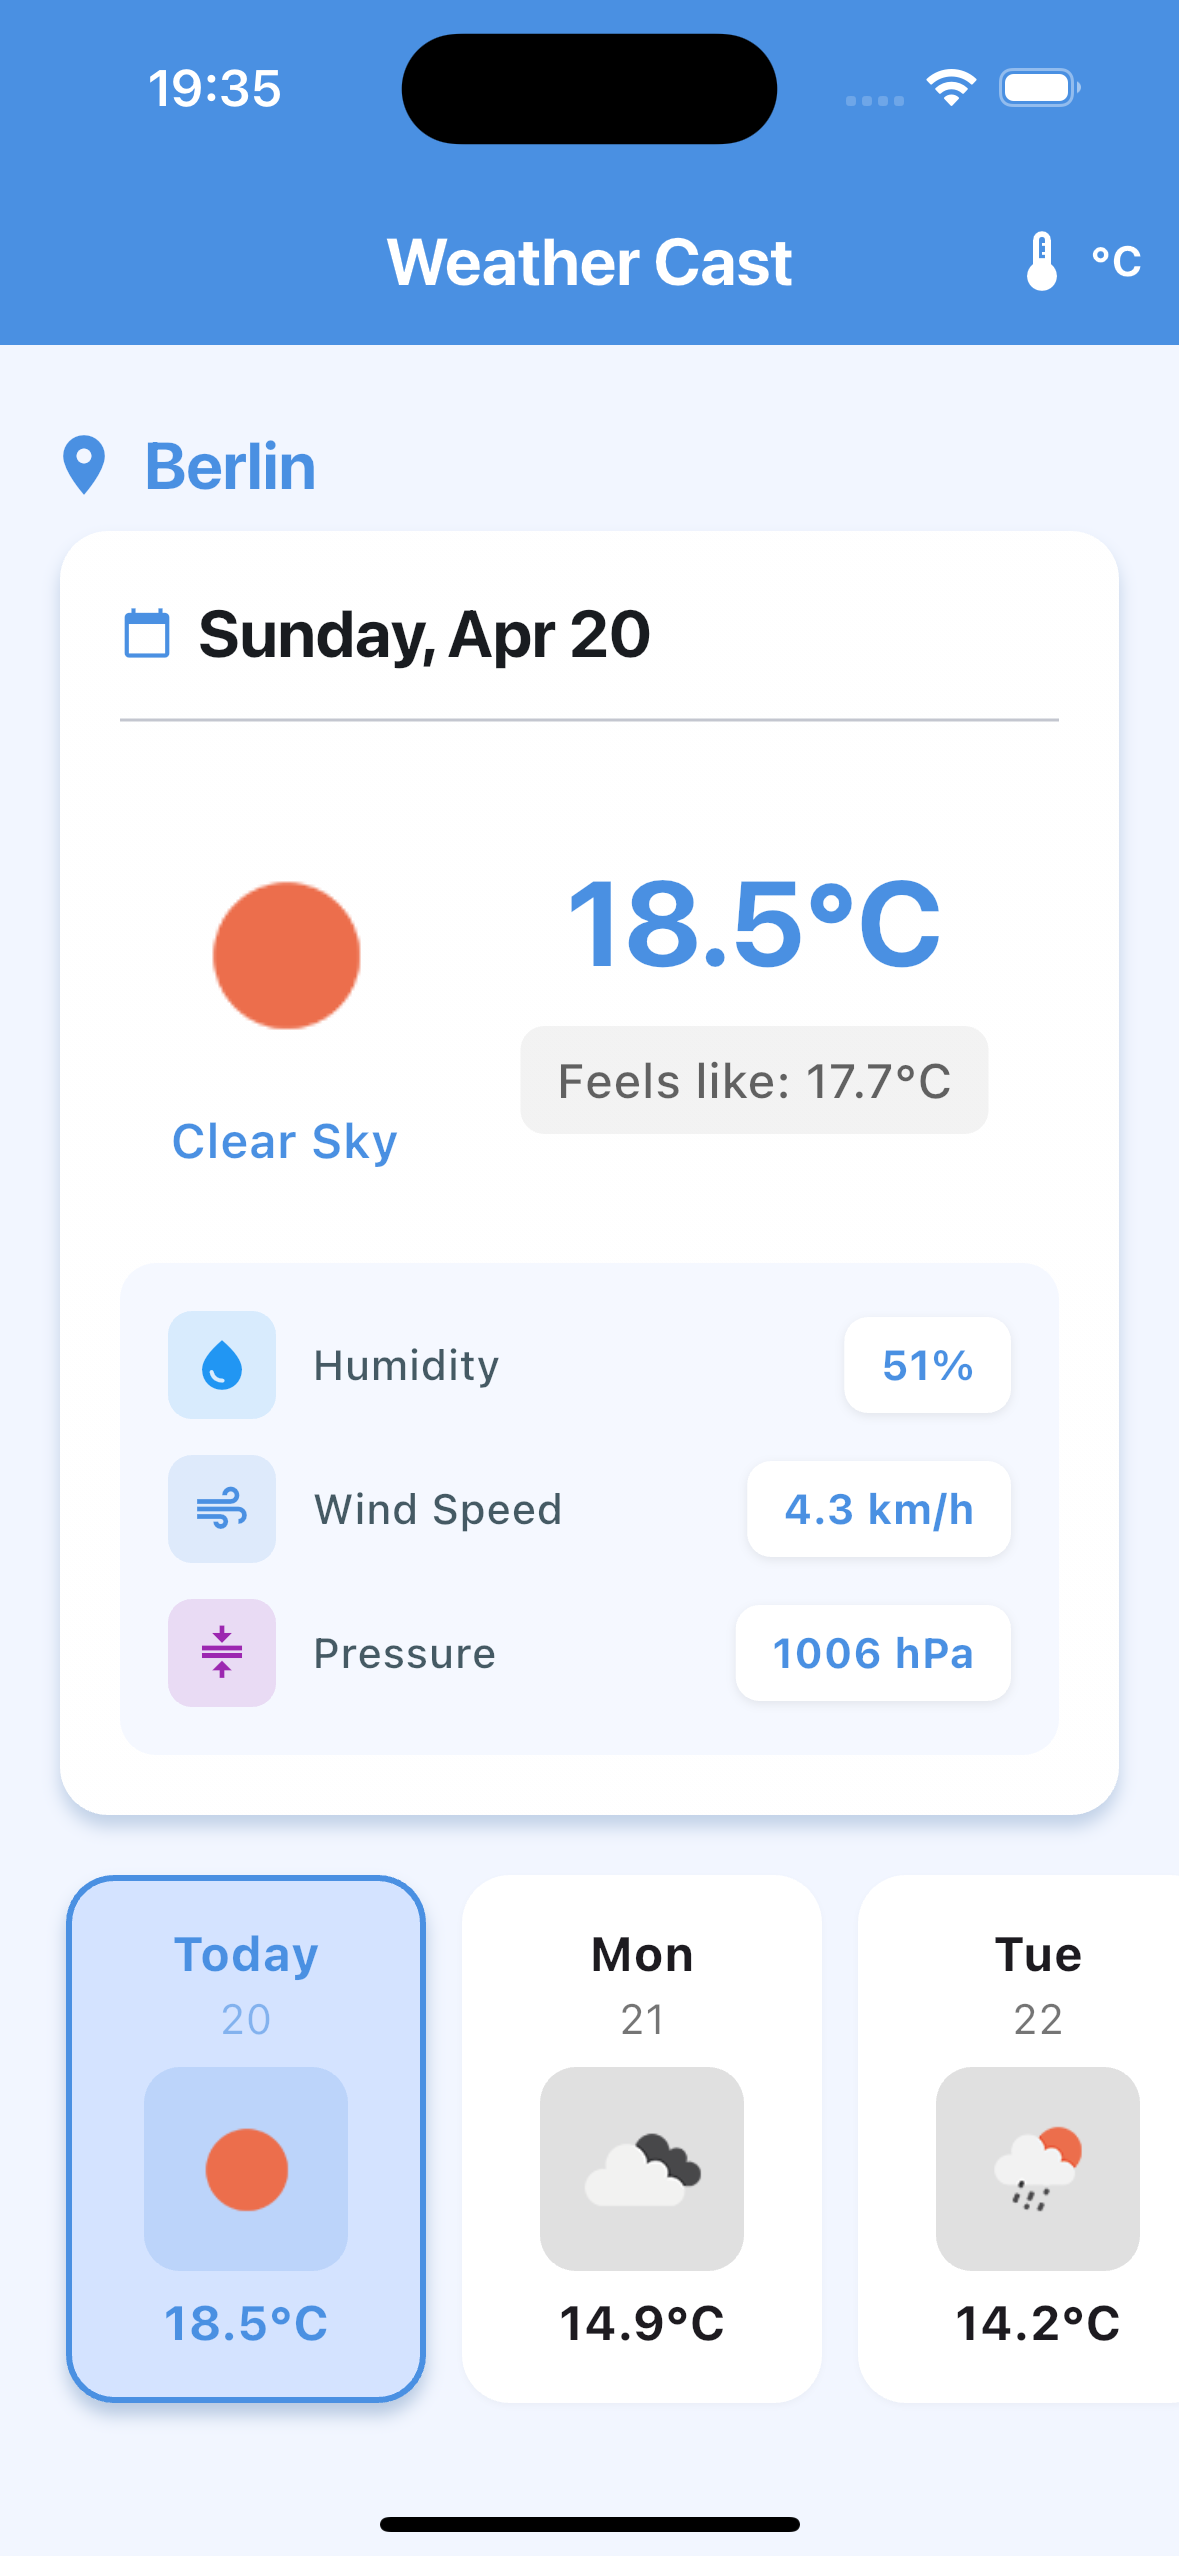 19:35
Weather Cast
°C
Berlin
Sunday, Apr 20
18.5°C
Feels like: 17.7°C
Clear Sky
Humidity
51%
Wind Speed
4.3 km/h
Pressure
1006 hPa
Today
20
18.5°C
Mon
21
14.9°C
Tue
22
14.2°C